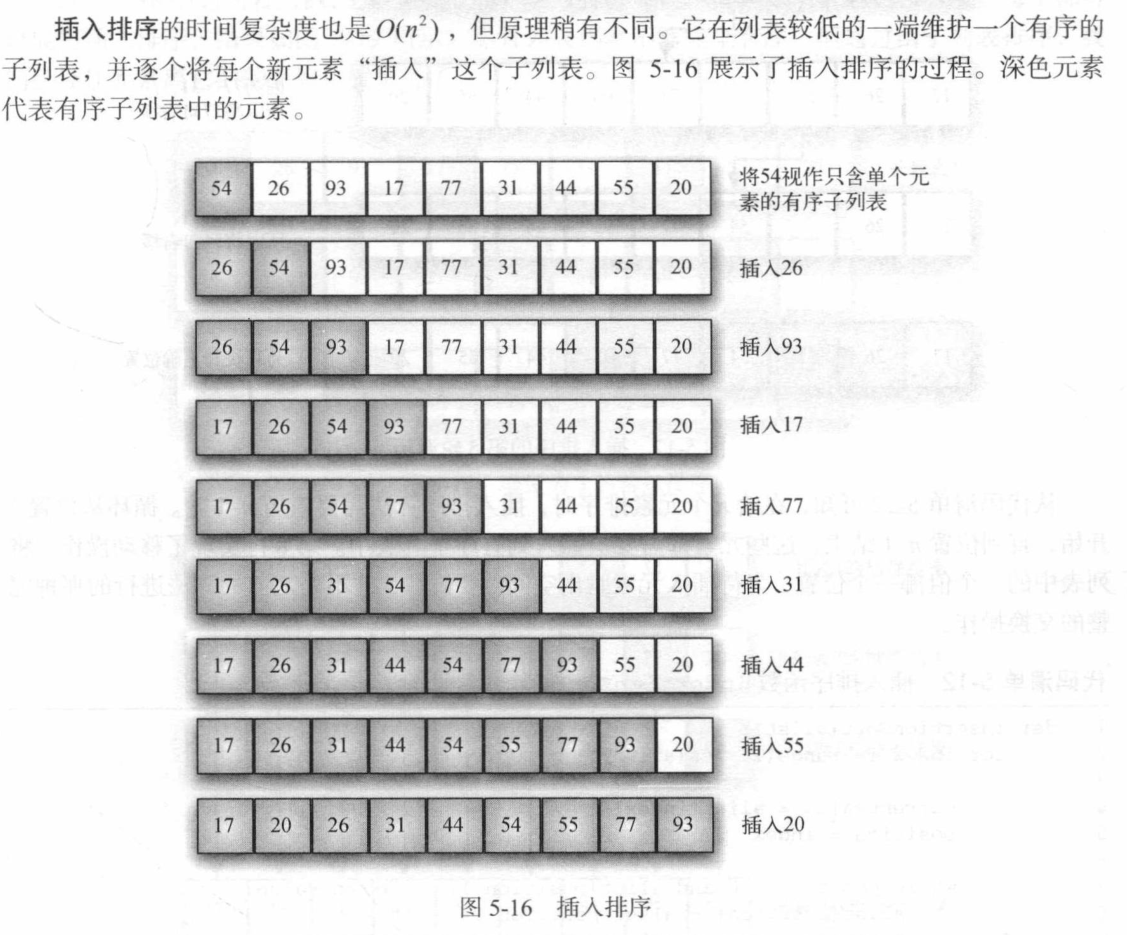 插入排序的时间复杂度也是 O(n²)，但原理稍有不同。它在列表较低的一端维护一个有序的
子列表，并逐个将每个新元素“插入”这个子列表。图 5-16 展示了插入排序的过程。深色元素
代表有序子列表中的元素。
54 26 93 17 77 31 44 55 20 将54视作只含单个元
素的有序子列表
26 54 93 17 77 31 44 55 20 插入26
26 54 93 17 77 31 44 55 20 插入93
17 26 54 93 77 31 44 55 20 插入17
17 26 54 77 93 31 44 55 20 插入77
17 26 31 54 77 93 44 55 20 插入31
17 26 31 44 54 77 93 55 20 插入44
17 26 31 44 54 55 77 93 20 插入55
17 20 26 31 44 54 55 77 93 插入20
图 5-16 插入排序